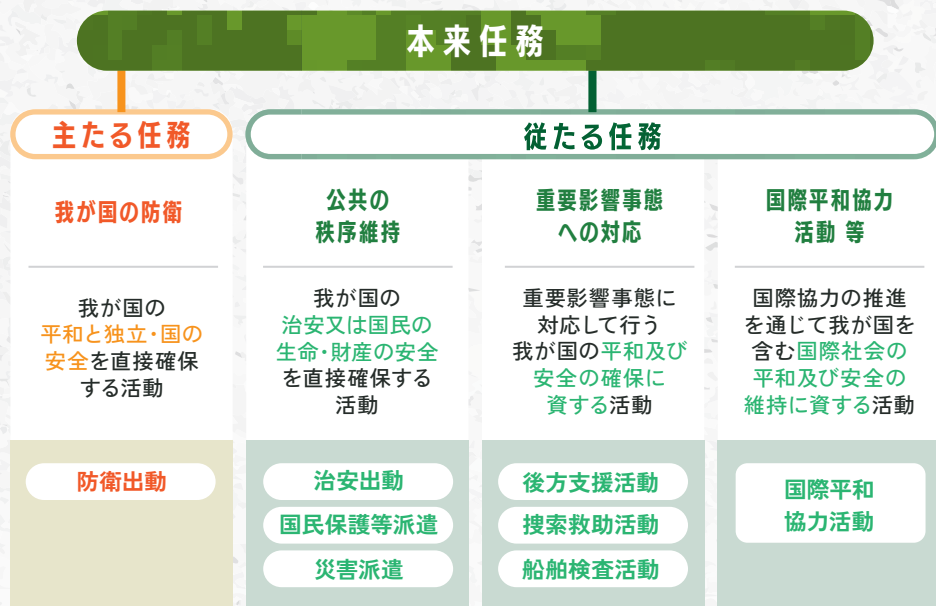 本来任務
主たる任務
従たる任務
我が国の防衛
我が国の
平和と独立・国の
安全を直接確保
する活動
防衛出動
公共の
秩序維持
我が国の
治安又は国民の
生命・財産の安全
を直接確保する
活動
治安出動
国民保護等派遣
災害派遣
重要影響事態
への対応
重要影響事態に
対応して行う
我が国の平和及び
安全の確保に
資する活動
後方支援活動
捜索救助活動
船舶検査活動
国際平和協力
活動 等
国際協力の推進
を通じて我が国を
含む国際社会の
平和及び安全の
維持に資する活動
国際平和
協力活動